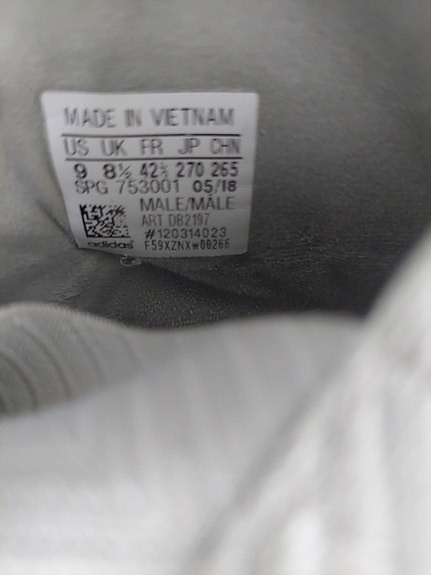 MADE IN VIETNAM
US UK FR JP CHN
9 8½ 42⅔ 270 265
SPG 753001 05/18
MALE/MALE
ART DB2197
#120314023
adidas F59XZNXW08266